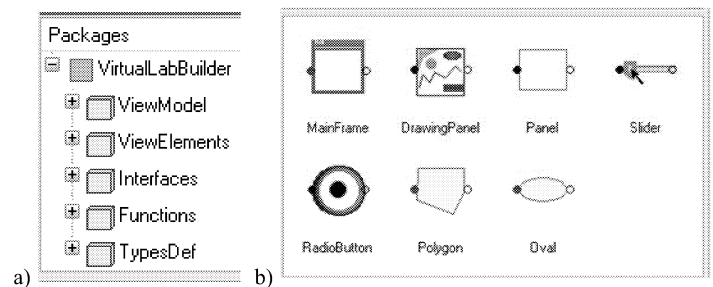 Packages
VirtualLabBuilder
ViewModel
ViewElements
Interfaces
Functions
TypesDef
a)
MainFrame DrawingPanel Panel Slider
RadioButton Polygon Oval
b)